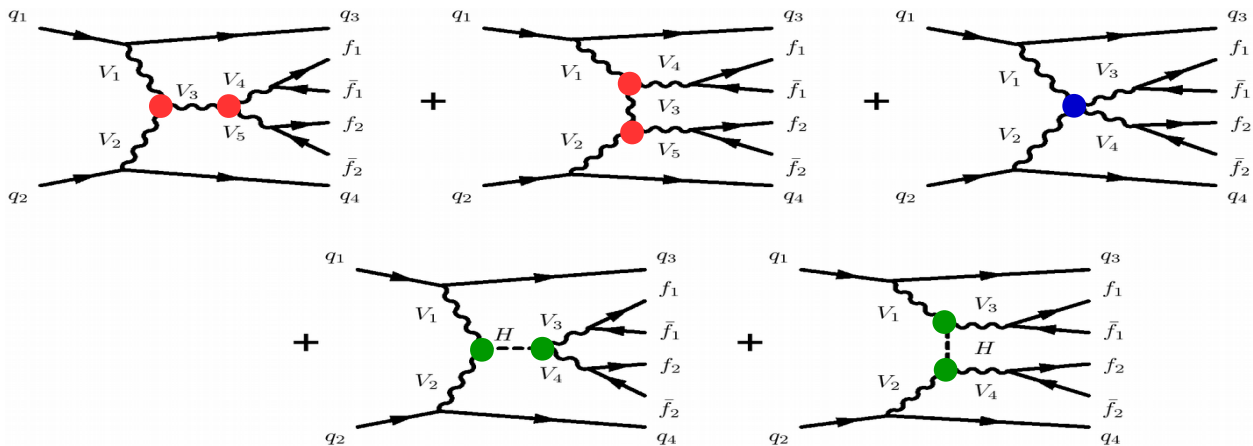 q₁ q₃
f₁
V₁ V₃ V₄
f̄₁
V₂ V₅ f₂
f̄₂
q₂ q₄
+
q₁ q₃
f₁
V₁ V₄
f̄₁
V₃
V₂ V₅ f₂
f̄₂
q₂ q₄
+
q₁ q₃
f₁
V₁ V₃
f̄₁
V₂ V₄ f₂
f̄₂
q₂ q₄
+
q₁ q₃
f₁
V₁ H V₃
f̄₁
V₂ V₄ f₂
f̄₂
q₂ q₄
+
q₁ q₃
f₁
V₁ V₃
f̄₁
H
V₂ V₄ f₂
f̄₂
q₂ q₄